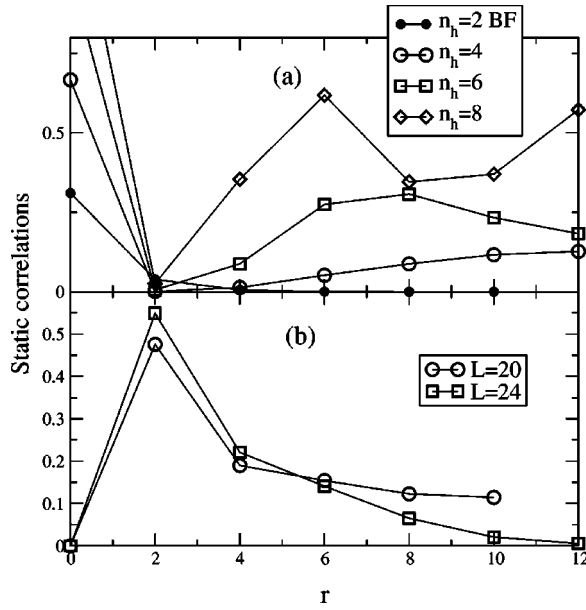 n_h=2 BF
n_h=4
n_h=6
n_h=8
(a)
0.5
0
Static correlations
(b)
L=20
L=24
0.5
0.4
0.3
0.2
0.1
0
0 2 4 6 8 10 12
r